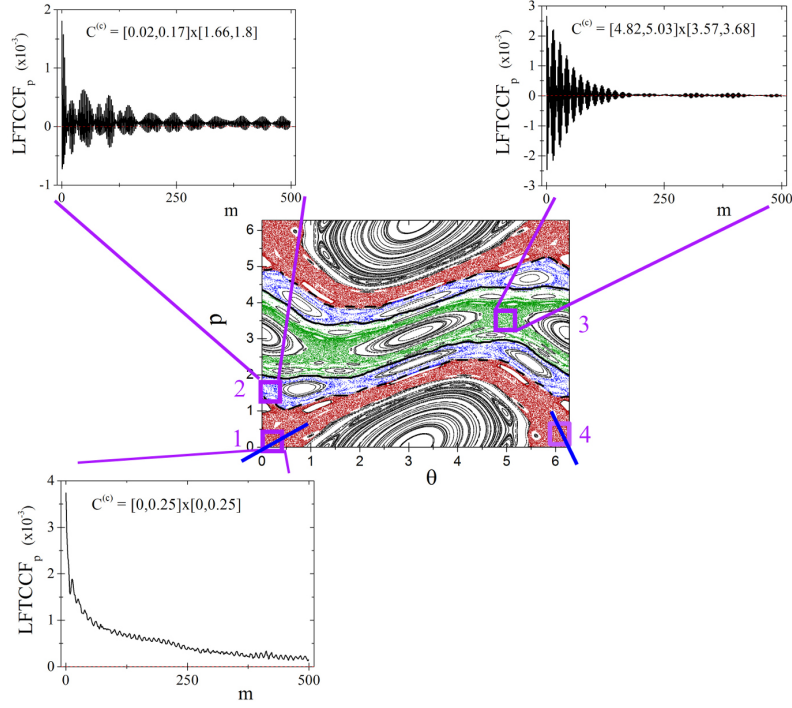 C^(c) = [0.02,0.17]x[1.66,1.8]
LFTCCF_p (x10^-3)
2
1
0
-1
0 250 500
m
C^(c) = [4.82,5.03]x[3.57,3.68]
LFTCCF_p (x10^-3)
3
2
1
0
-1
-2
-3
0 250 500
m
p
6
5
4
3
2
1
0
0 1 2 3 4 5 6
θ
3
2
1
4
C^(c) = [0,0.25]x[0,0.25]
LFTCCF_p (x10^-3)
4
3
2
1
0
0 250 500
m